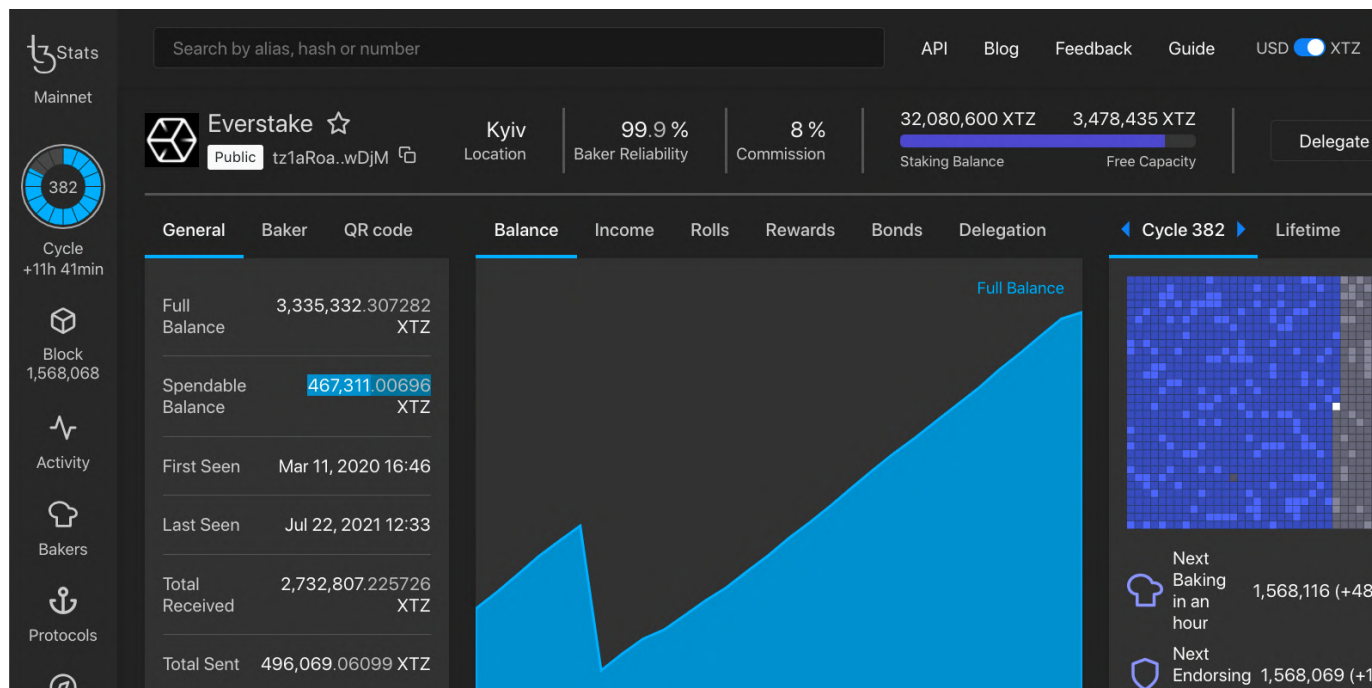 tz Stats
Mainnet
382
Cycle
+11h 41min
Block
1,568,068
Activity
Bakers
Protocols
Search by alias, hash or number
API Blog Feedback Guide USD XTZ
Everstake
Public tz1aRoa..wDjM
Kyiv
Location
99.9 %
Baker Reliability
8 %
Commission
32,080,600 XTZ 3,478,435 XTZ
Staking Balance Free Capacity
Delegate
General Baker QR code
Full Balance 3,335,332.307282 XTZ
Spendable Balance 467,311.00696 XTZ
First Seen Mar 11, 2020 16:46
Last Seen Jul 22, 2021 12:33
Total Received 2,732,807.225726 XTZ
Total Sent 496,069.06099 XTZ
Balance Income Rolls Rewards Bonds Delegation
Full Balance
Cycle 382 Lifetime
Next
Baking
in an
hour
1,568,116 (+48
Next
Endorsing 1,568,069 (+1